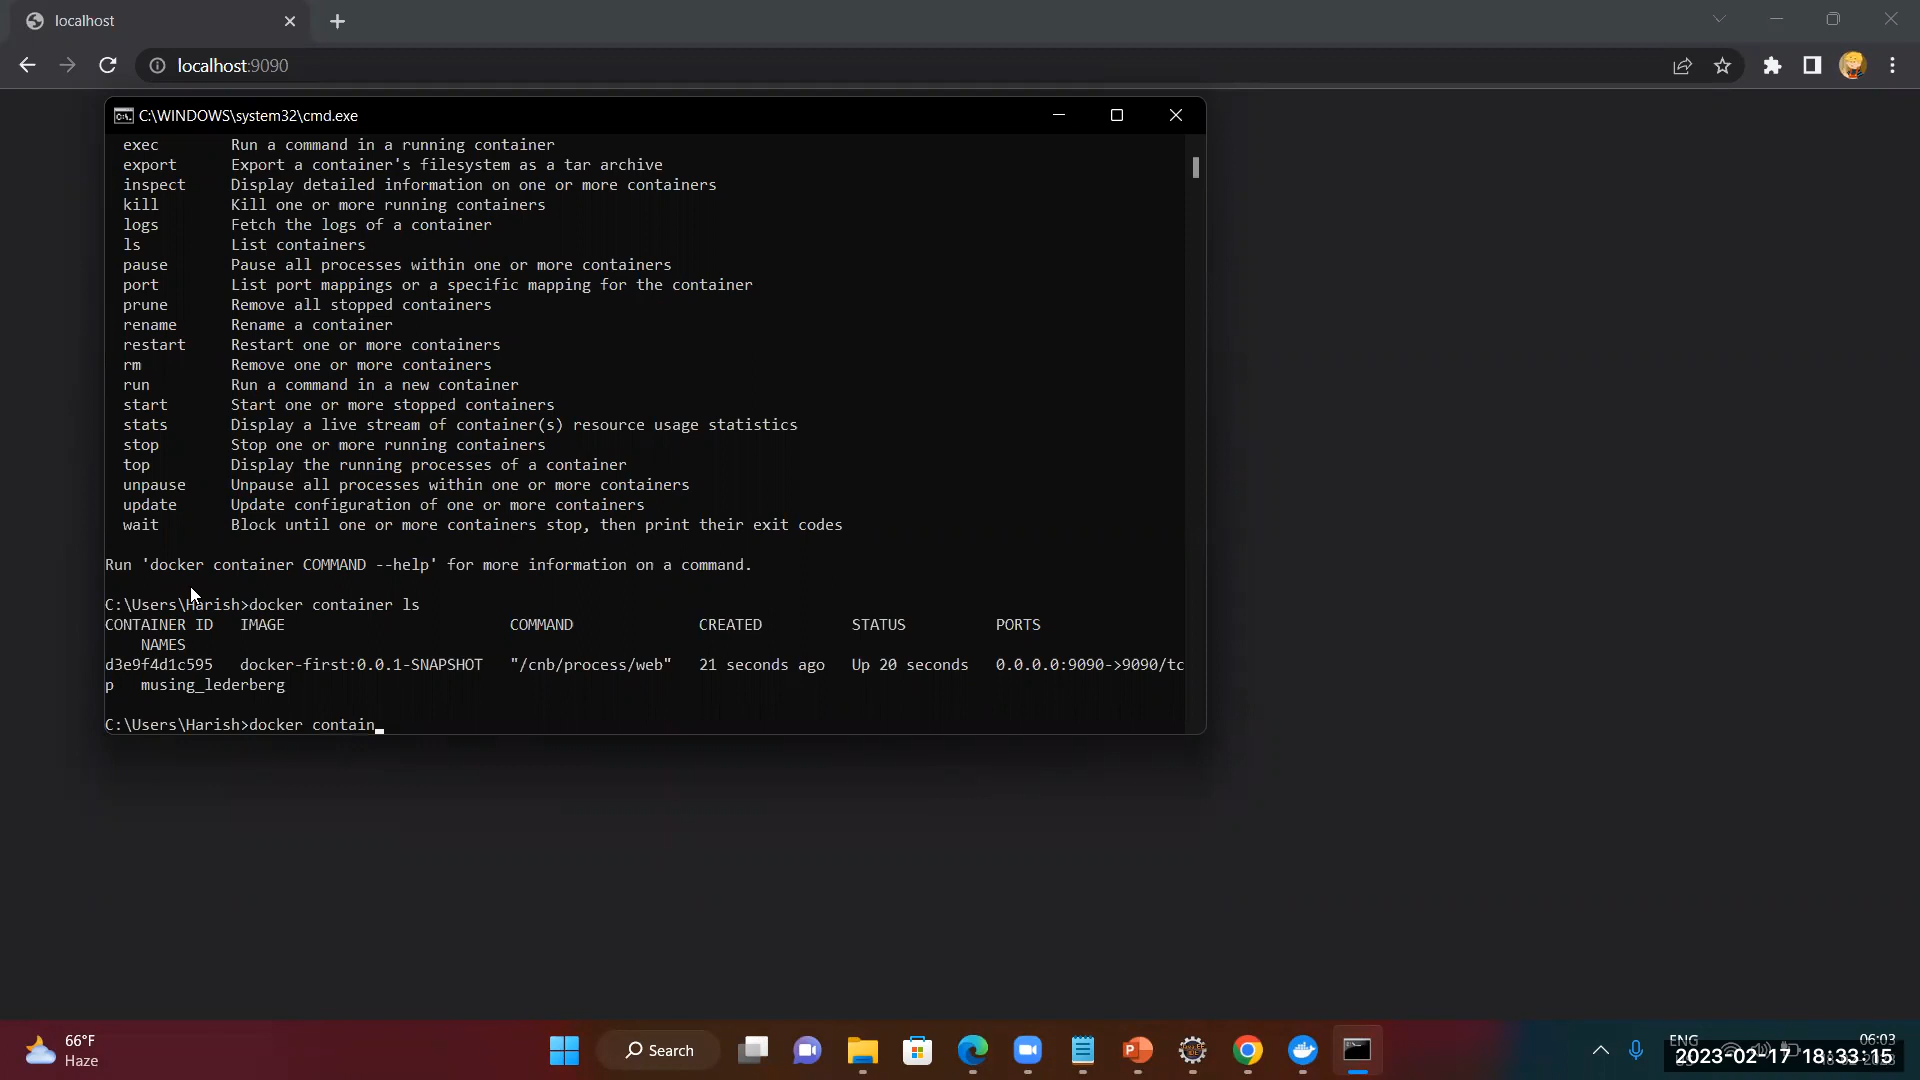 localhost
localhost:9090
C:\WINDOWS\system32\cmd.exe
exec Run a command in a running container
export Export a container's filesystem as a tar archive
inspect Display detailed information on one or more containers
kill Kill one or more running containers
logs Fetch the logs of a container
ls List containers
pause Pause all processes within one or more containers
port List port mappings or a specific mapping for the container
prune Remove all stopped containers
rename Rename a container
restart Restart one or more containers
rm Remove one or more containers
run Run a command in a new container
start Start one or more stopped containers
stats Display a live stream of container(s) resource usage statistics
stop Stop one or more running containers
top Display the running processes of a container
unpause Unpause all processes within one or more containers
update Update configuration of one or more containers
wait Block until one or more containers stop, then print their exit codes
Run 'docker container COMMAND --help' for more information on a command.
C:\Users\Harish>docker container ls
CONTAINER ID IMAGE COMMAND CREATED STATUS PORTS
NAMES
d3e9f4d1c595 docker-first:0.0.1-SNAPSHOT "/cnb/process/web" 21 seconds ago Up 20 seconds 0.0.0.0:9090->9090/tc
p musing_lederberg
C:\Users\Harish>docker contain
66°F
Haze
Search
ENG
06:03
2023-02-17 18:33:15